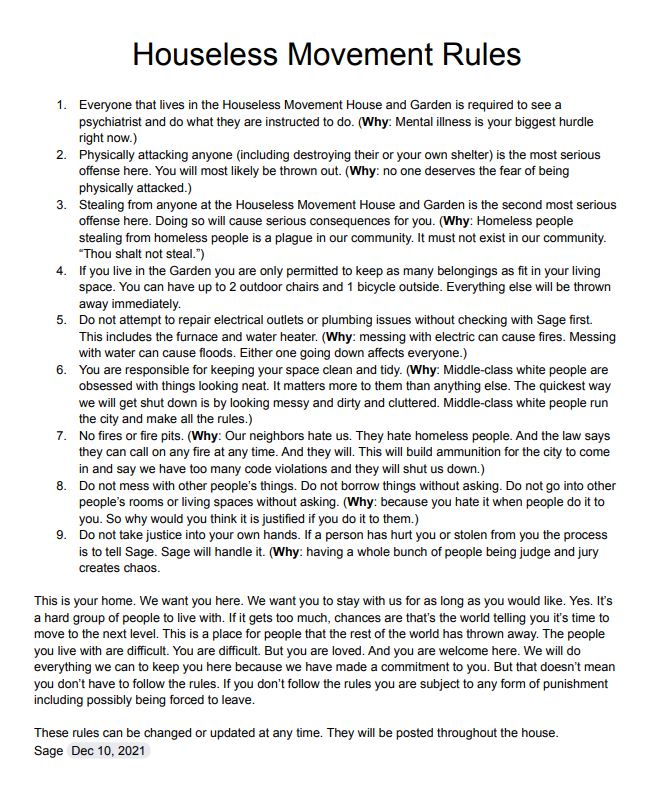 Houseless Movement Rules
1. Everyone that lives in the Houseless Movement House and Garden is required to see a
psychiatrist and do what they are instructed to do. (Why: Mental illness is your biggest hurdle
right now.)
2. Physically attacking anyone (including destroying their or your own shelter) is the most serious
offense here. You will most likely be thrown out. (Why: no one deserves the fear of being
physically attacked.)
3. Stealing from anyone at the Houseless Movement House and Garden is the second most serious
offense here. Doing so will cause serious consequences for you. (Why: Homeless people
stealing from homeless people is a plague in our community. It must not exist in our community.
“Thou shalt not steal.”)
4. If you live in the Garden you are only permitted to keep as many belongings as fit in your living
space. You can have up to 2 outdoor chairs and 1 bicycle outside. Everything else will be thrown
away immediately.
5. Do not attempt to repair electrical outlets or plumbing issues without checking with Sage first.
This includes the furnace and water heater. (Why: messing with electric can cause fires. Messing
with water can cause floods. Either one going down affects everyone.)
6. You are responsible for keeping your space clean and tidy. (Why: Middle-class white people are
obsessed with things looking neat. It matters more to them than anything else. The quickest way
we will get shut down is by looking messy and dirty and cluttered. Middle-class white people run
the city and make all the rules.)
7. No fires or fire pits. (Why: Our neighbors hate us. They hate homeless people. And the law says
they can call on any fire at any time. And they will. This will build ammunition for the city to come
in and say we have too many code violations and they will shut us down.)
8. Do not mess with other people’s things. Do not borrow things without asking. Do not go into other
people’s rooms or living spaces without asking. (Why: because you hate it when people do it to
you. So why would you think it is justified if you do it to them.)
9. Do not take justice into your own hands. If a person has hurt you or stolen from you the process
is to tell Sage. Sage will handle it. (Why: having a whole bunch of people being judge and jury
creates chaos.
This is your home. We want you here. We want you to stay with us for as long as you would like. Yes. It’s
a hard group of people to live with. If it gets too much, chances are that’s the world telling you it’s time to
move to the next level. This is a place for people that the rest of the world has thrown away. The people
you live with are difficult. You are difficult. But you are loved. And you are welcome here. We will do
everything we can to keep you here because we have made a commitment to you. But that doesn’t mean
you don’t have to follow the rules. If you don’t follow the rules you are subject to any form of punishment
including possibly being forced to leave.
These rules can be changed or updated at any time. They will be posted throughout the house.
Sage Dec 10, 2021